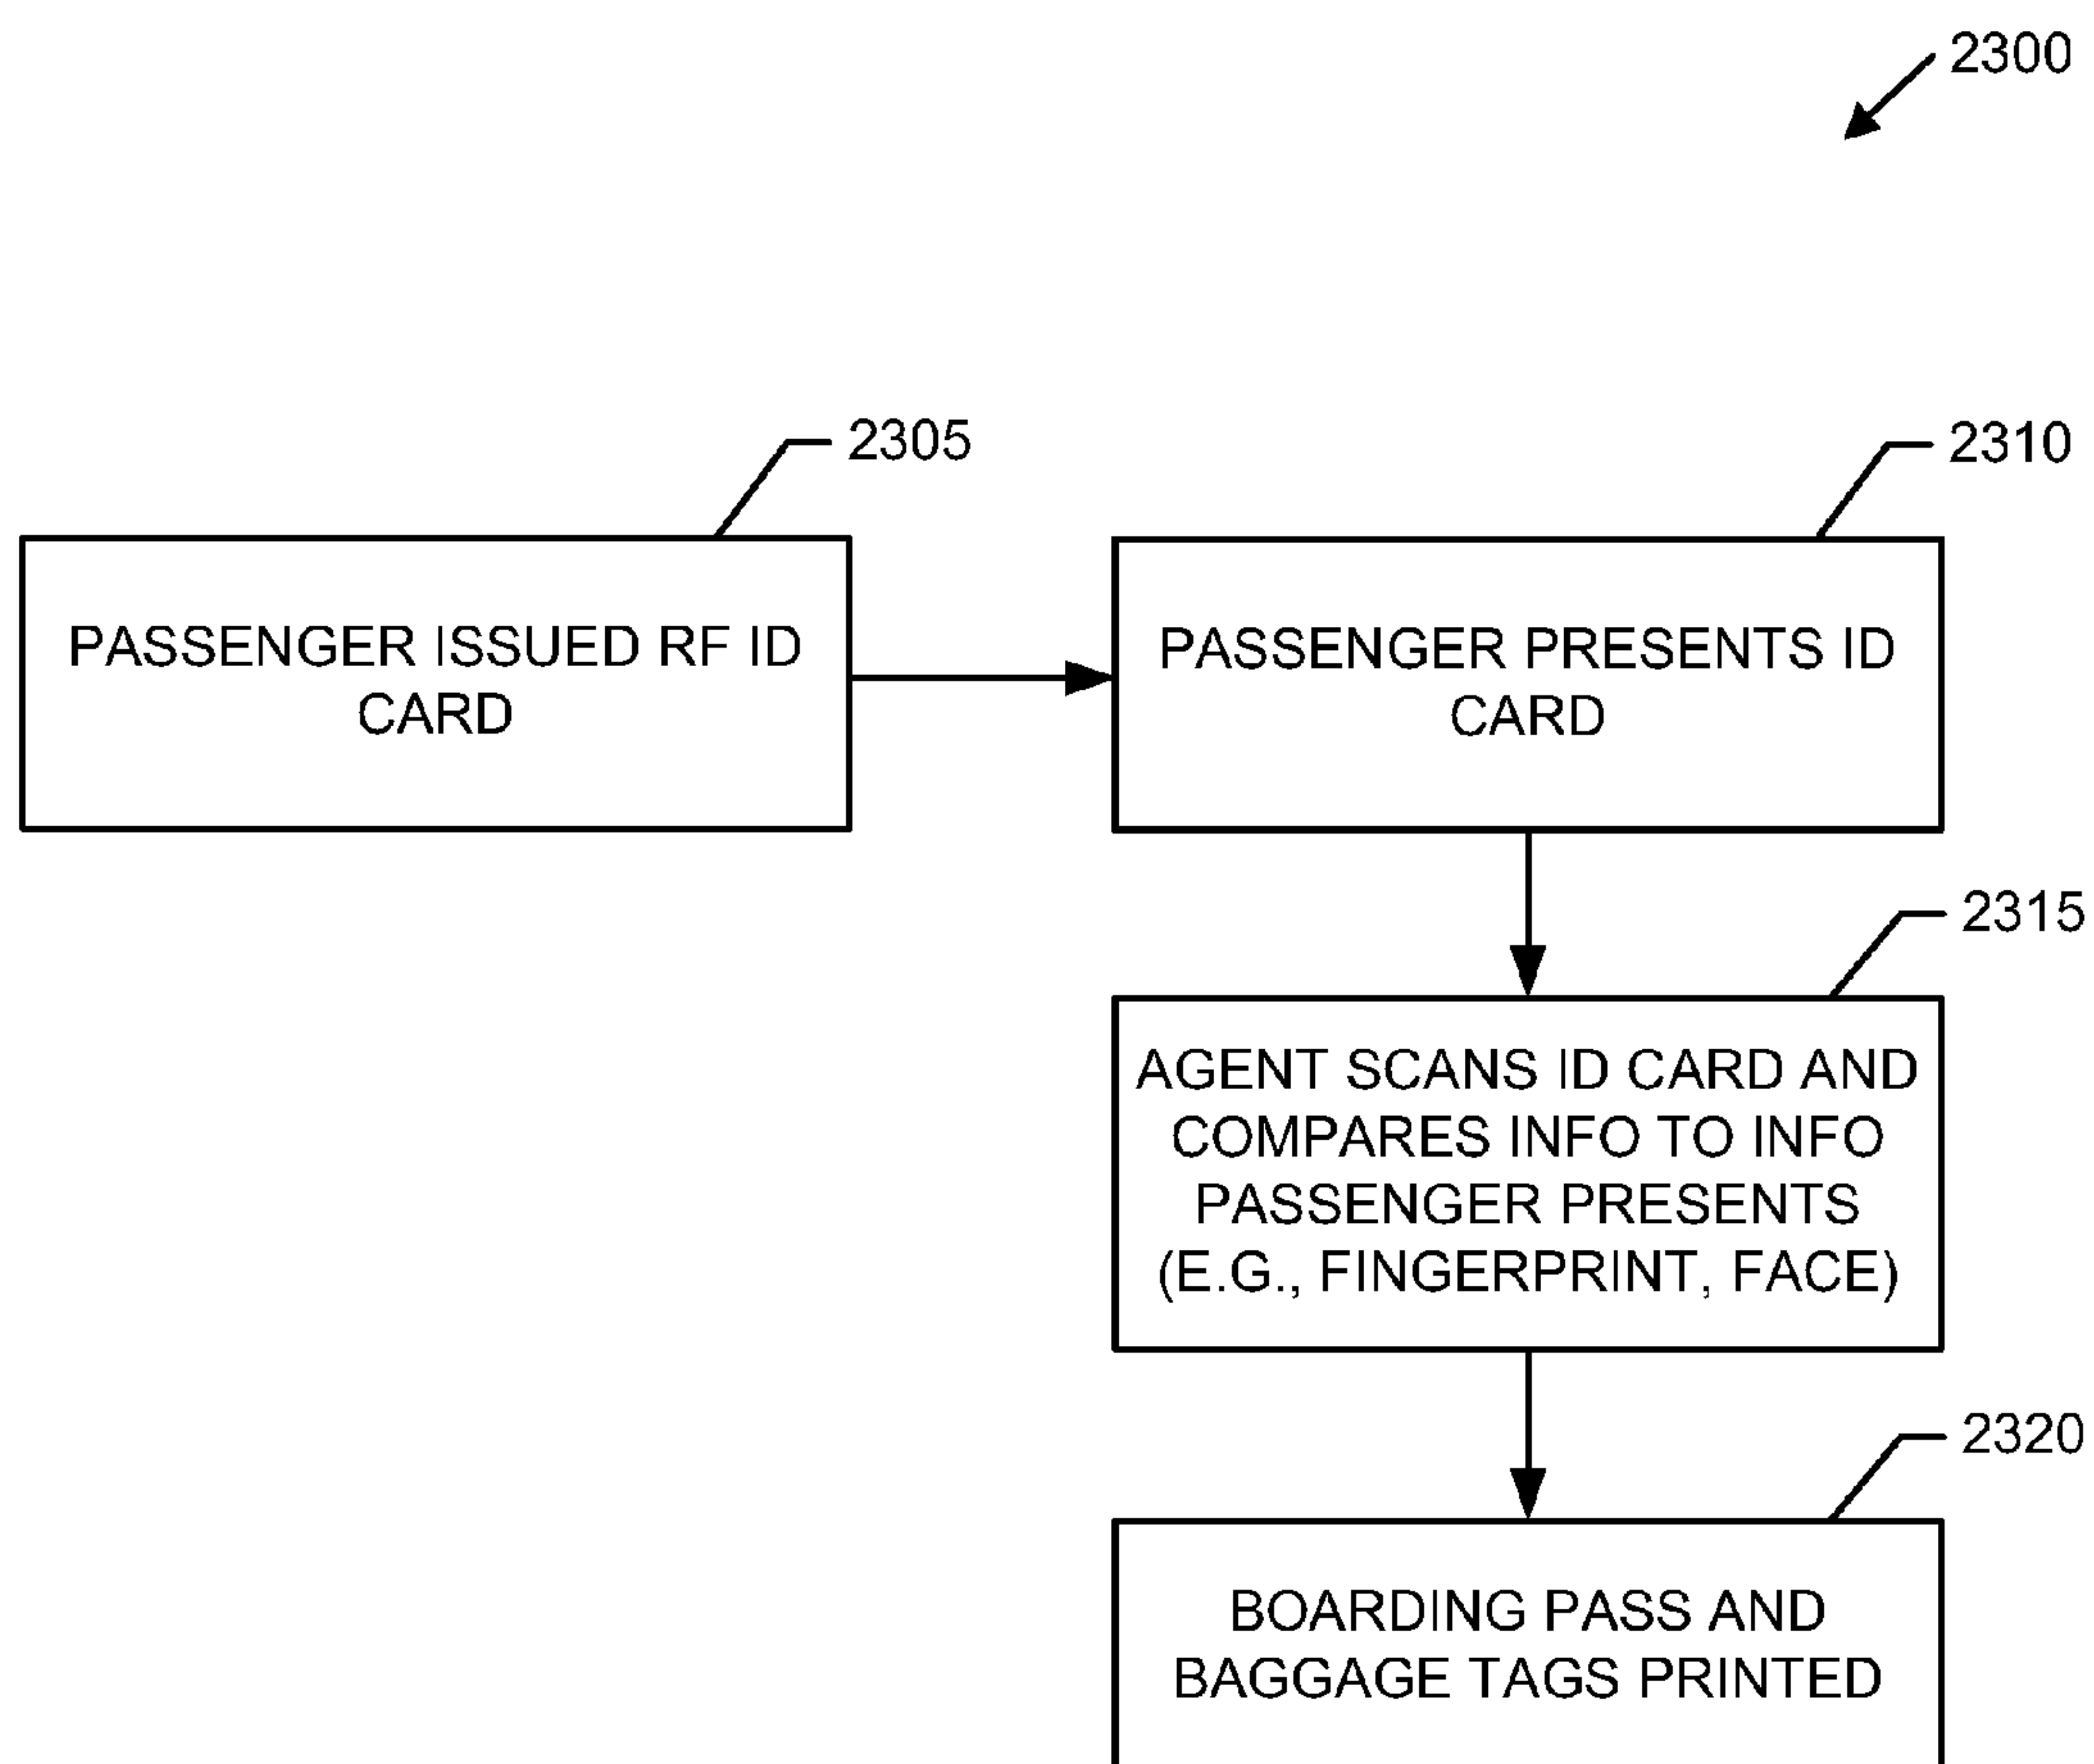 2300
2305
2310
PASSENGER ISSUED RF ID
CARD
PASSENGER PRESENTS ID
CARD
2315
AGENT SCANS ID CARD AND
COMPARES INFO TO INFO
PASSENGER PRESENTS
(E.G., FINGERPRINT, FACE)
2320
BOARDING PASS AND
BAGGAGE TAGS PRINTED